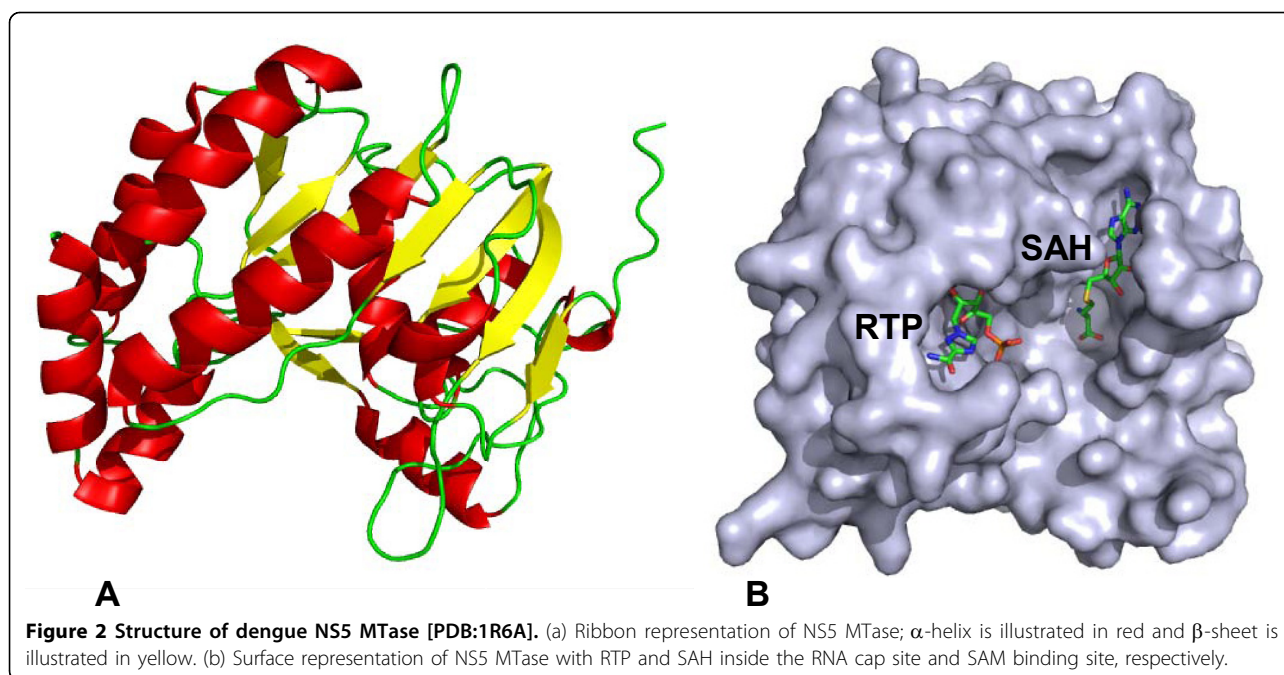 SAH
RTP
A
B
Figure 2 Structure of dengue NS5 MTase [PDB:1R6A]. (a) Ribbon representation of NS5 MTase; α-helix is illustrated in red and β-sheet is
illustrated in yellow. (b) Surface representation of NS5 MTase with RTP and SAH inside the RNA cap site and SAM binding site, respectively.